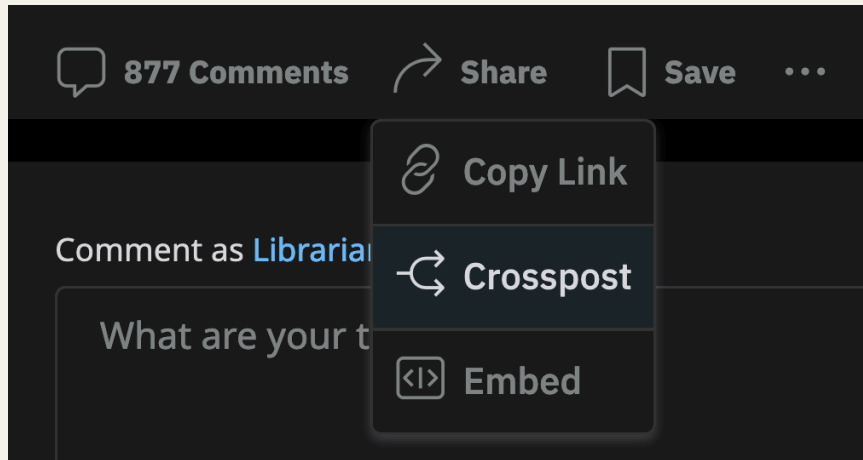 877 Comments Share Save
Copy Link
Comment as
Crosspost
What are your
Embed